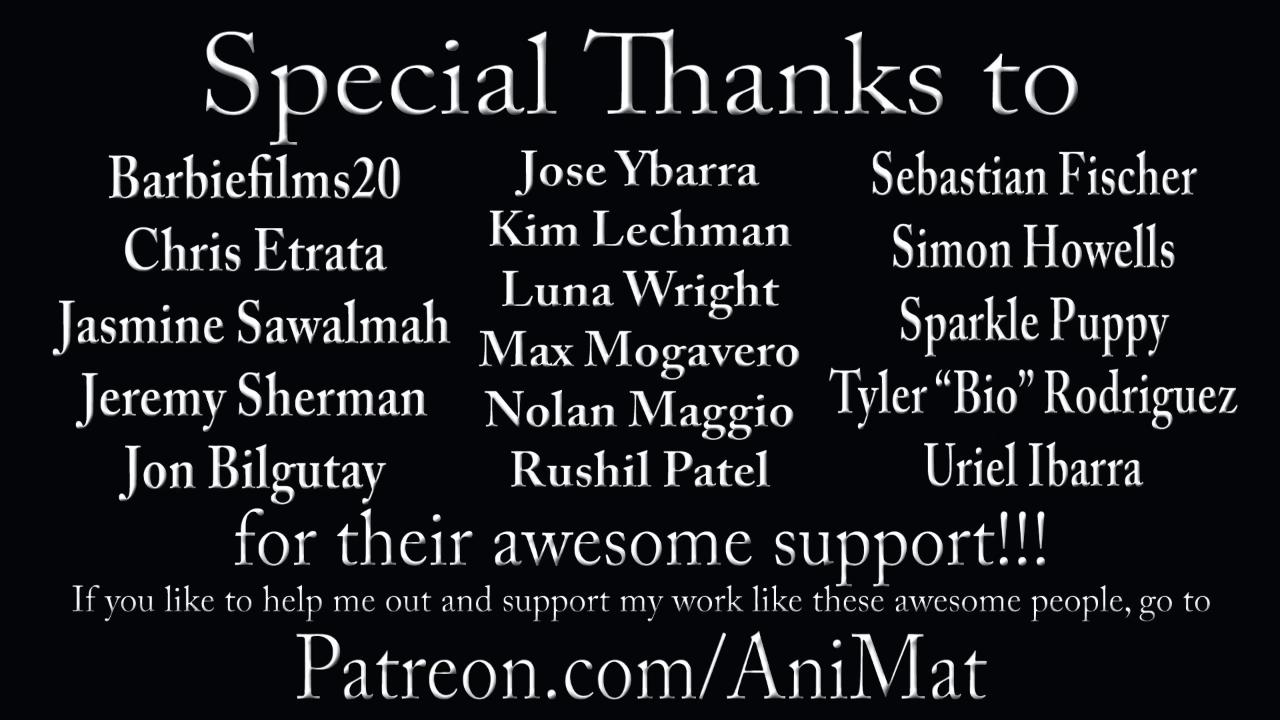 Special Thanks to
Barbiefilms20
Chris Etrata
Jasmine Sawalmah
Jeremy Sherman
Jon Bilgutay
Jose Ybarra
Kim Lechman
Luna Wright
Max Mogavero
Nolan Maggio
Rushil Patel
Sebastian Fischer
Simon Howells
Sparkle Puppy
Tyler “Bio” Rodriguez
Uriel Ibarra
for their awesome support!!!
If you like to help me out and support my work like these awesome people, go to
Patreon.com/AniMat